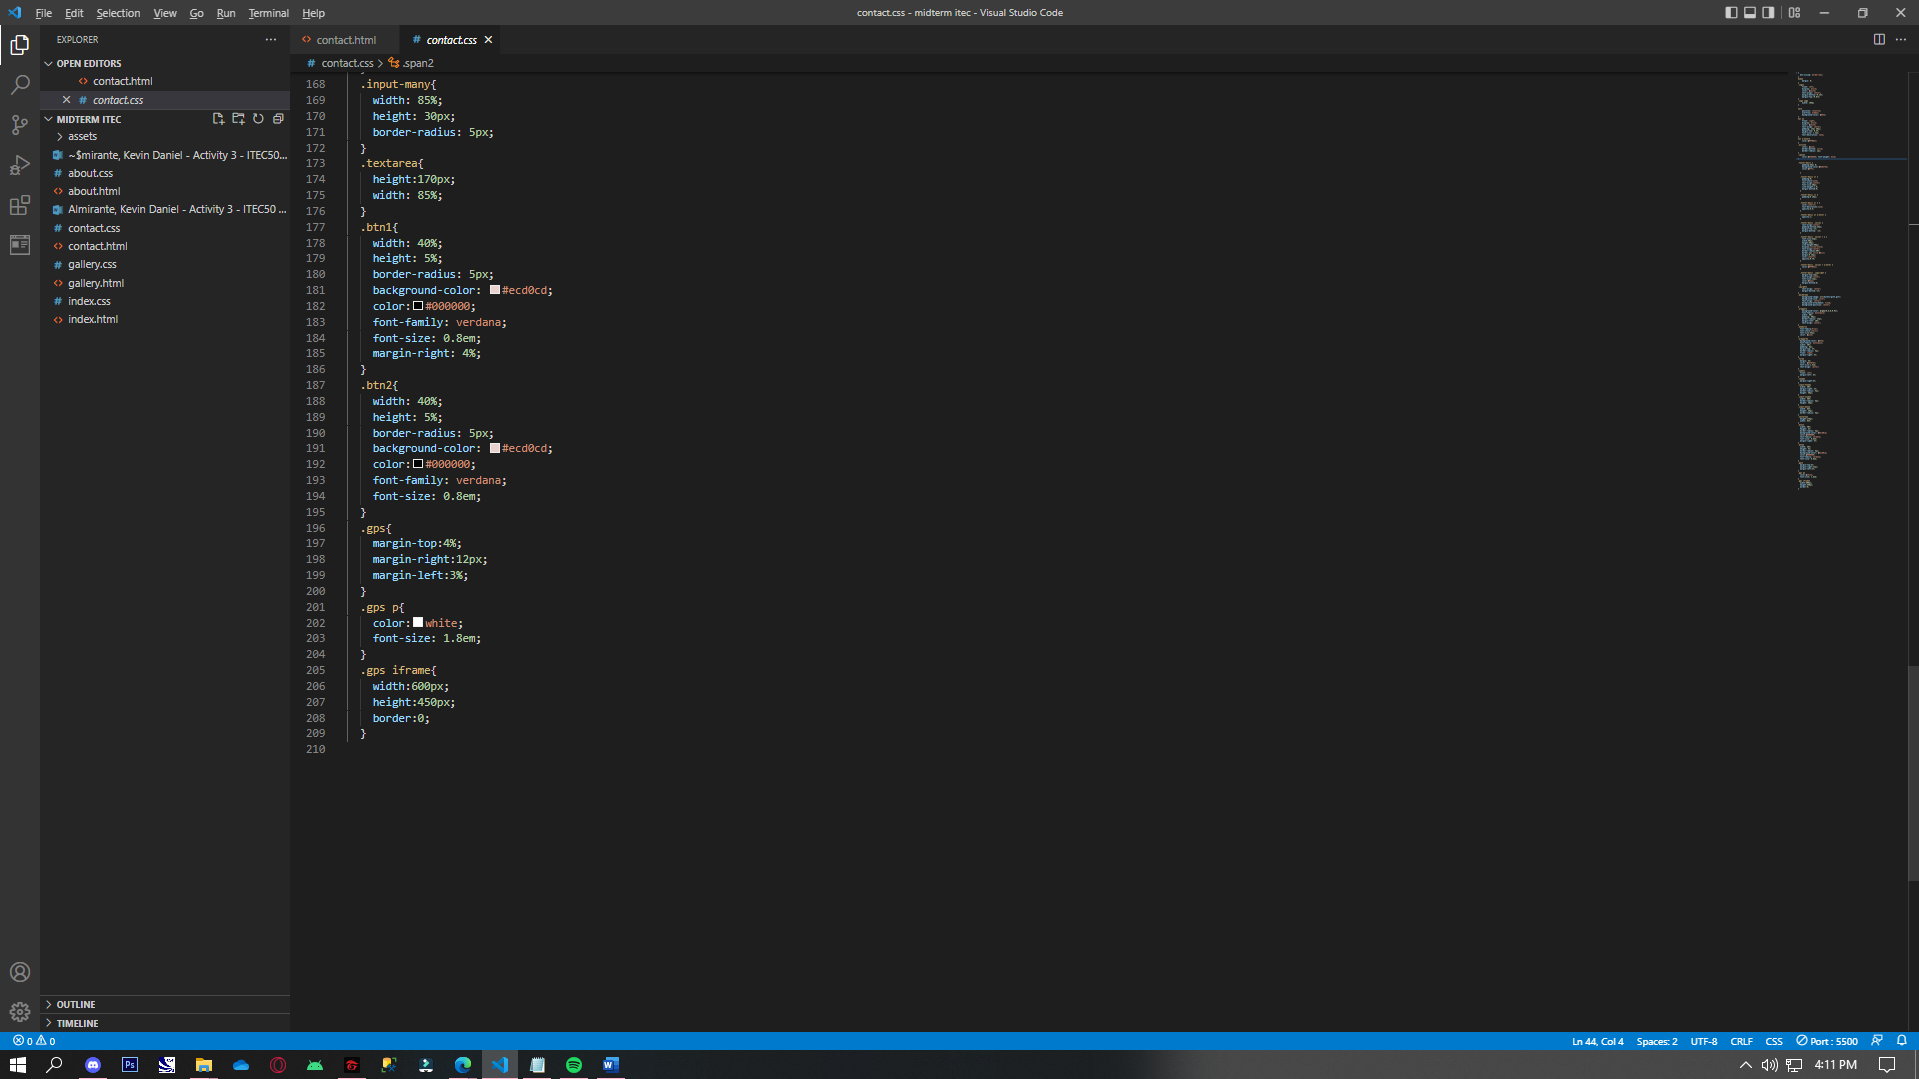 File Edit Selection View Go Run Terminal Help
contact.css - midterm itec - Visual Studio Code
EXPLORER
OPEN EDITORS
contact.html
contact.css
MIDTERM ITEC
assets
~$mirante, Kevin Daniel - Activity 3 - ITEC50...
about.css
about.html
Almirante, Kevin Daniel - Activity 3 - ITEC50 ...
contact.css
contact.html
gallery.css
gallery.html
index.css
index.html
OUTLINE
TIMELINE
contact.html
contact.css
contact.css > .span2
168 .input-many{
169 width: 85%;
170 height: 30px;
171 border-radius: 5px;
172 }
173 .textarea{
174 height:170px;
175 width: 85%;
176 }
177 .btn1{
178 width: 40%;
179 height: 5%;
180 border-radius: 5px;
181 background-color: #ecd0cd;
182 color:#000000;
183 font-family: verdana;
184 font-size: 0.8em;
185 margin-right: 4%;
186 }
187 .btn2{
188 width: 40%;
189 height: 5%;
190 border-radius: 5px;
191 background-color: #ecd0cd;
192 color:#000000;
193 font-family: verdana;
194 font-size: 0.8em;
195 }
196 .gps{
197 margin-top:4%;
198 margin-right:12px;
199 margin-left:3%;
200 }
201 .gps p{
202 color:white;
203 font-size: 1.8em;
204 }
205 .gps iframe{
206 width:600px;
207 height:450px;
208 border:0;
209 }
210
0 0
Ln 44, Col 4 Spaces: 2 UTF-8 CRLF CSS Port : 5500
Ps
4:11 PM